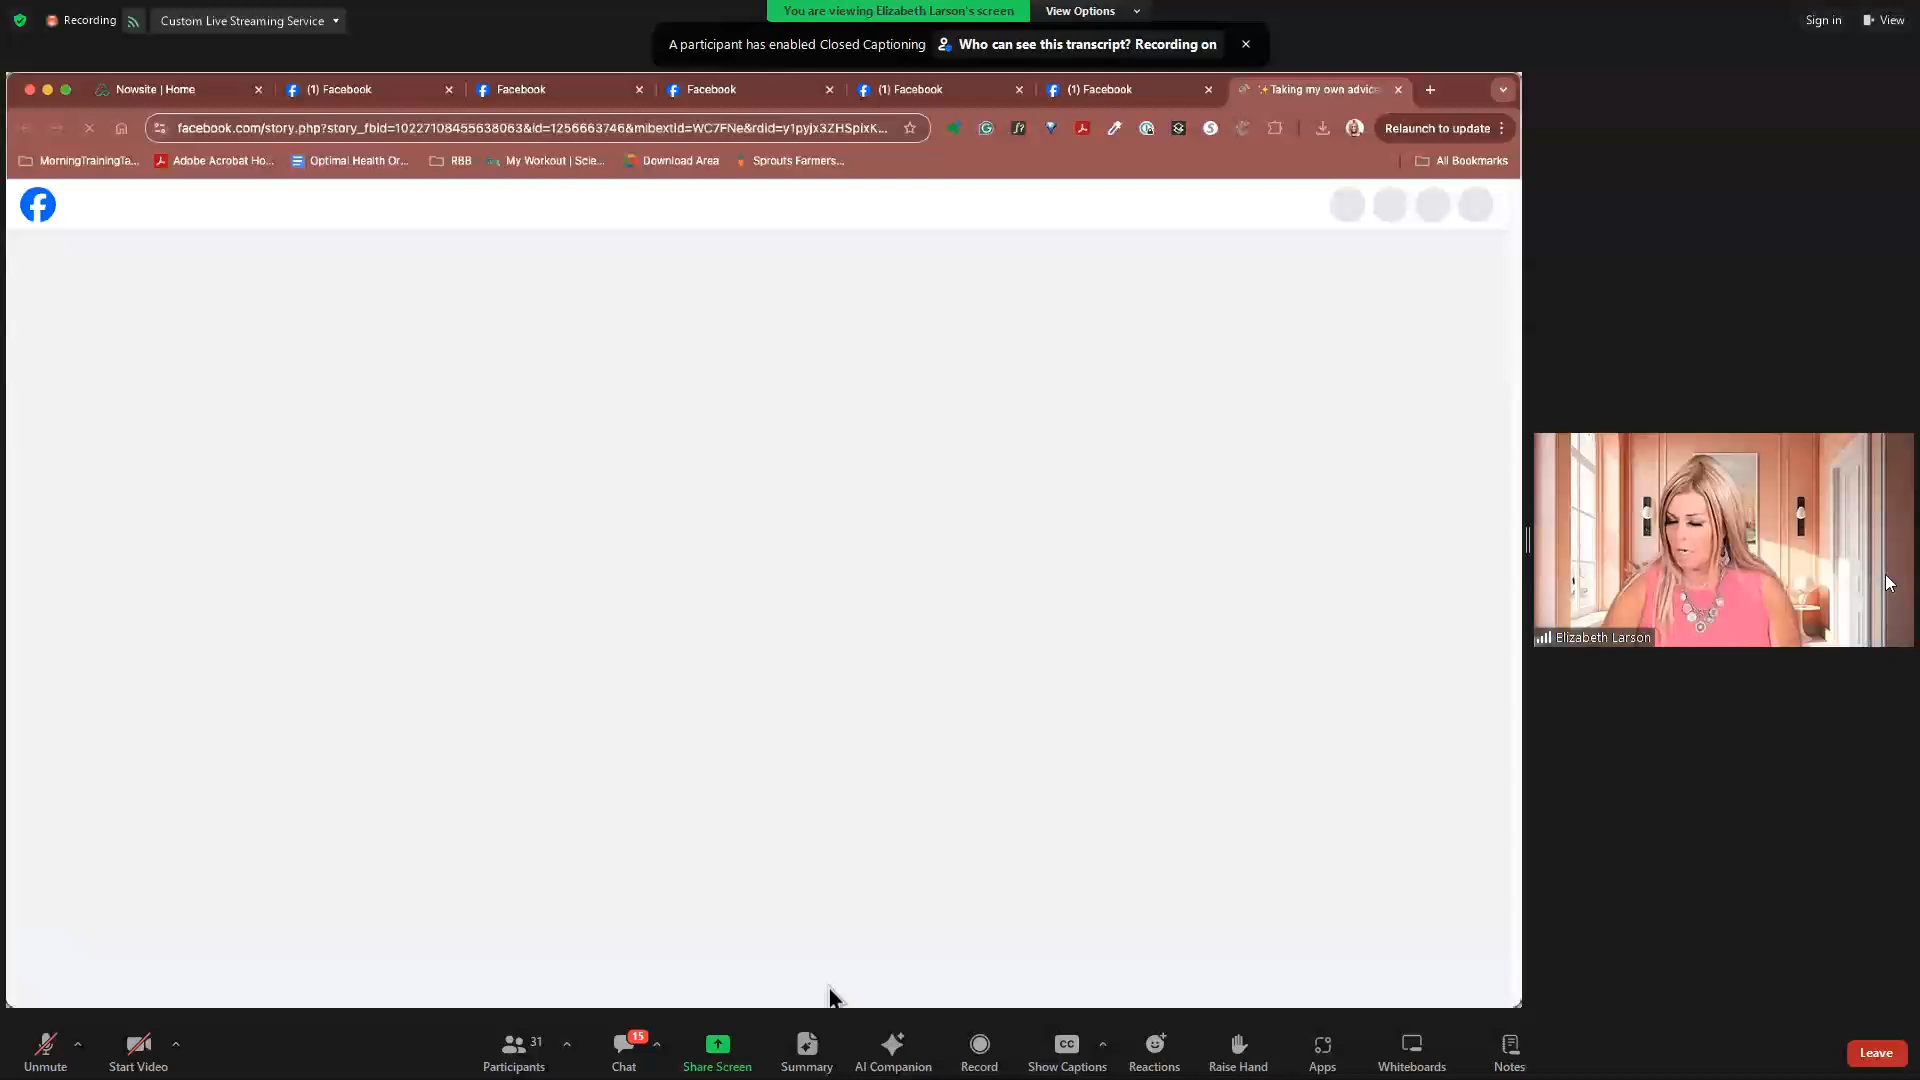 Recording
Custom Live Streaming Service
You are viewing Elizabeth Larson's screen
View Options
Sign in
View
A participant has enabled Closed Captioning
Who can see this transcript? Recording on
Nowsite | Home
(1) Facebook
Facebook
Facebook
(1) Facebook
(1) Facebook
✨Taking my own advice
facebook.com/story.php?story_fbid=10227108455638063&id=1256663746&mibextid=WC7FNe&rdid=y1pyjx3ZHSpixK...
Relaunch to update
MorningTrainingTa...
Adobe Acrobat Ho...
Optimal Health Or...
RBB
My Workout | Scie...
Download Area
Sprouts Farmers...
All Bookmarks
Elizabeth Larson
Unmute
Start Video
31
Participants
15
Chat
Share Screen
Summary
AI Companion
Record
CC
Show Captions
Reactions
Raise Hand
Apps
Whiteboards
Notes
Leave